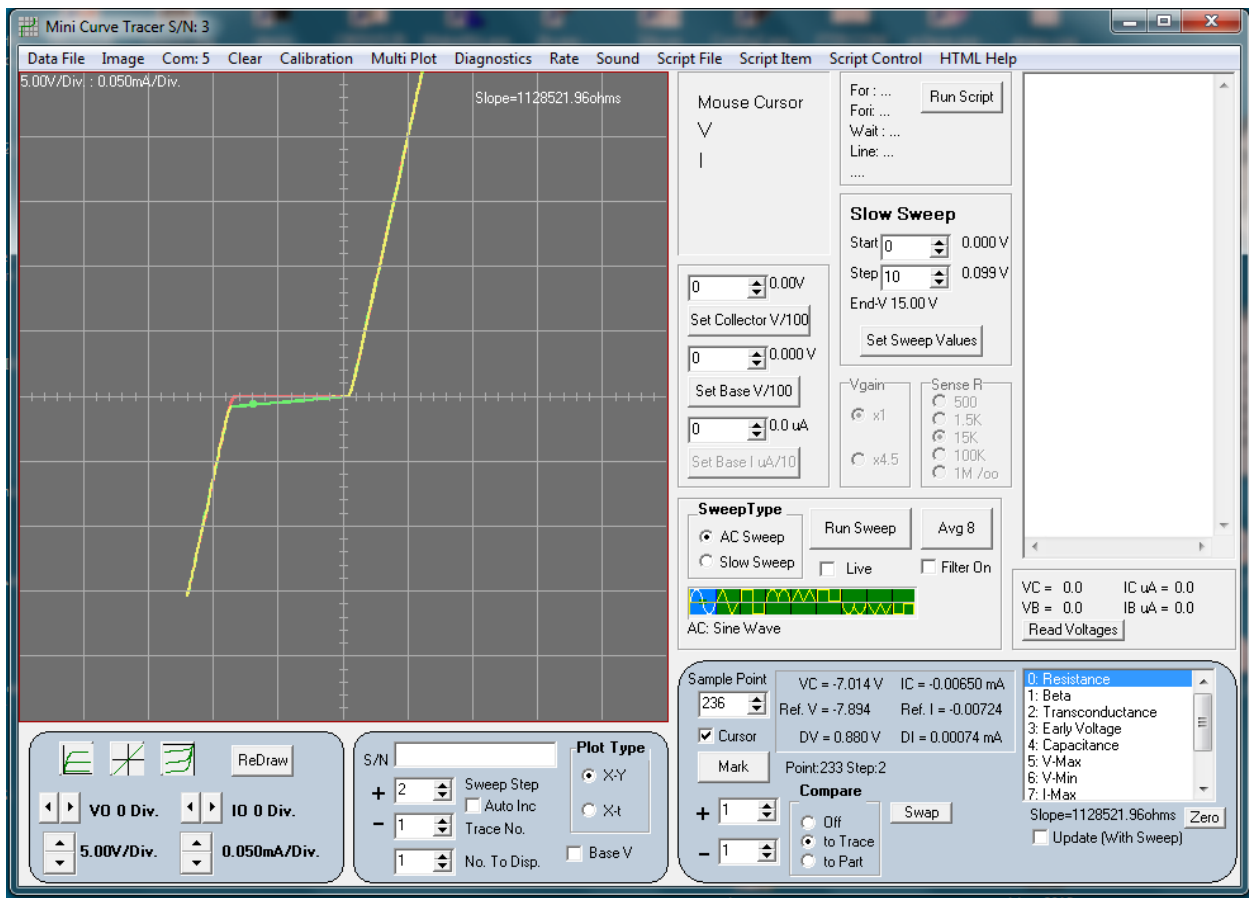 Mini Curve Tracer S/N: 3
Data File Image Com: 5 Clear Calibration Multi Plot Diagnostics Rate Sound Script File Script Item Script Control HTML Help
5.00V/Div. : 0.050mA/Div.
Slope=1128521.96ohms
Mouse Cursor
V
I
For : ...
Fori: ...
Wait : ...
Line: ...
....
Run Script
Slow Sweep
Start 0 0.000 V
Step 10 0.099 V
End-V 15.00 V
Set Sweep Values
0 0.00V
Set Collector V/100
0 0.000 V
Set Base V/100
0 0.0 uA
Set Base I uA/10
Vgain
x1
x4.5
Sense R
500
1.5K
15K
100K
1M /oo
SweepType
AC Sweep
Slow Sweep
Run Sweep
Avg 8
Live
Filter On
AC: Sine Wave
VC = 0.0 IC uA = 0.0
VB = 0.0 IB uA = 0.0
Read Voltages
ReDraw
VO 0 Div. IO 0 Div.
5.00V/Div. 0.050mA/Div.
S/N
+ 2 Sweep Step
Auto Inc
- 1 Trace No.
1 No. To Disp.
Plot Type
X-Y
X-t
Base V
Sample Point
236
Cursor
Mark
VC = -7.014 V IC = -0.00650 mA
Ref. V = -7.894 Ref. I = -0.00724
DV = 0.880 V DI = 0.00074 mA
Point:233 Step:2
+ 1
- 1
Compare
Off
to Trace
to Part
Swap
0: Resistance
1: Beta
2: Transconductance
3: Early Voltage
4: Capacitance
5: V-Max
6: V-Min
7: I-Max
Slope=1128521.96ohms
Zero
Update (With Sweep)